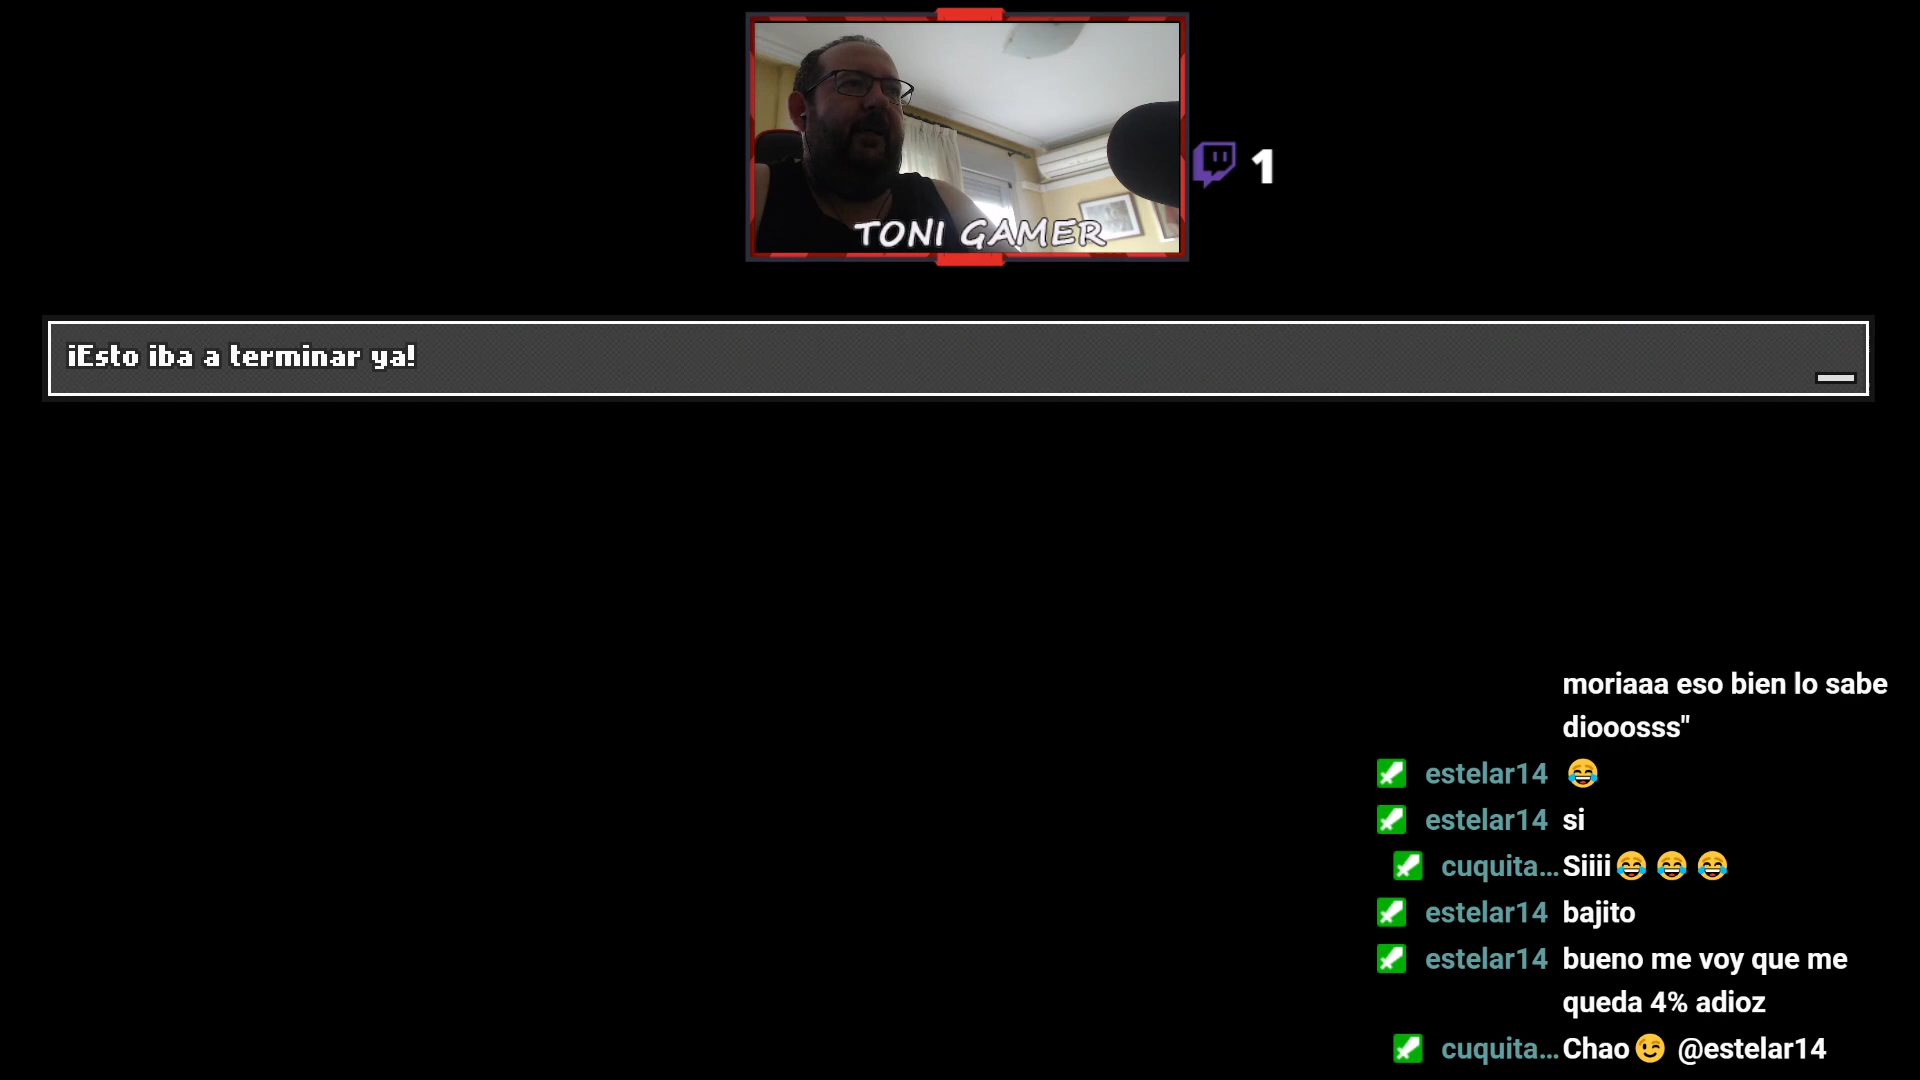 TONI GAMER
1
¡Esto iba a terminar ya!
moriaaa eso bien lo sabe
diooosss"
estelar14 😂
estelar14 si
cuquita... Siiii😂 😂 😂
estelar14 bajito
estelar14 bueno me voy que me
queda 4% adioz
cuquita... Chao😉 @estelar14